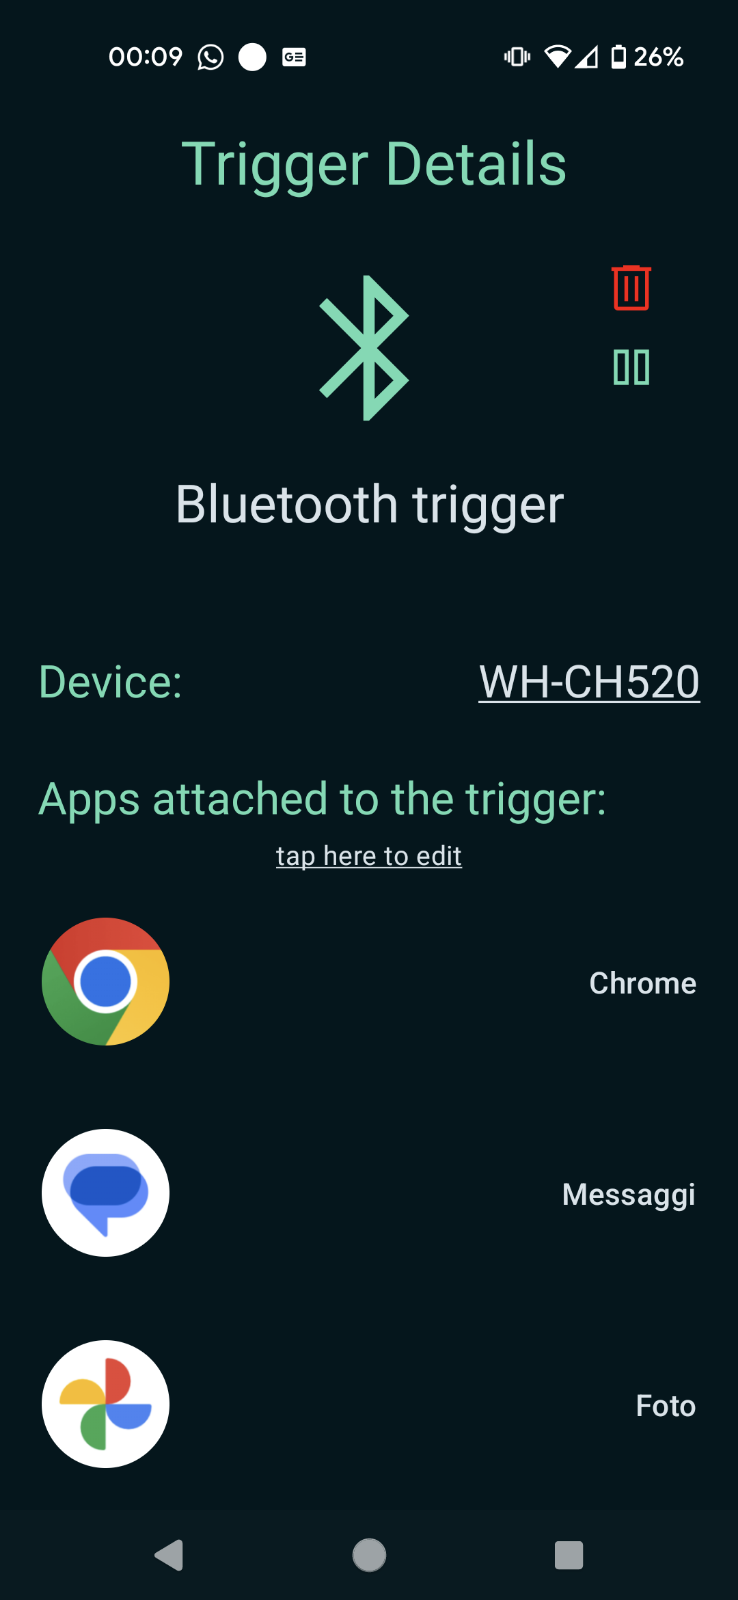 00:09 26%
Trigger Details
Bluetooth trigger
Device: WH-CH520
Apps attached to the trigger:
tap here to edit
Chrome
Messaggi
Foto